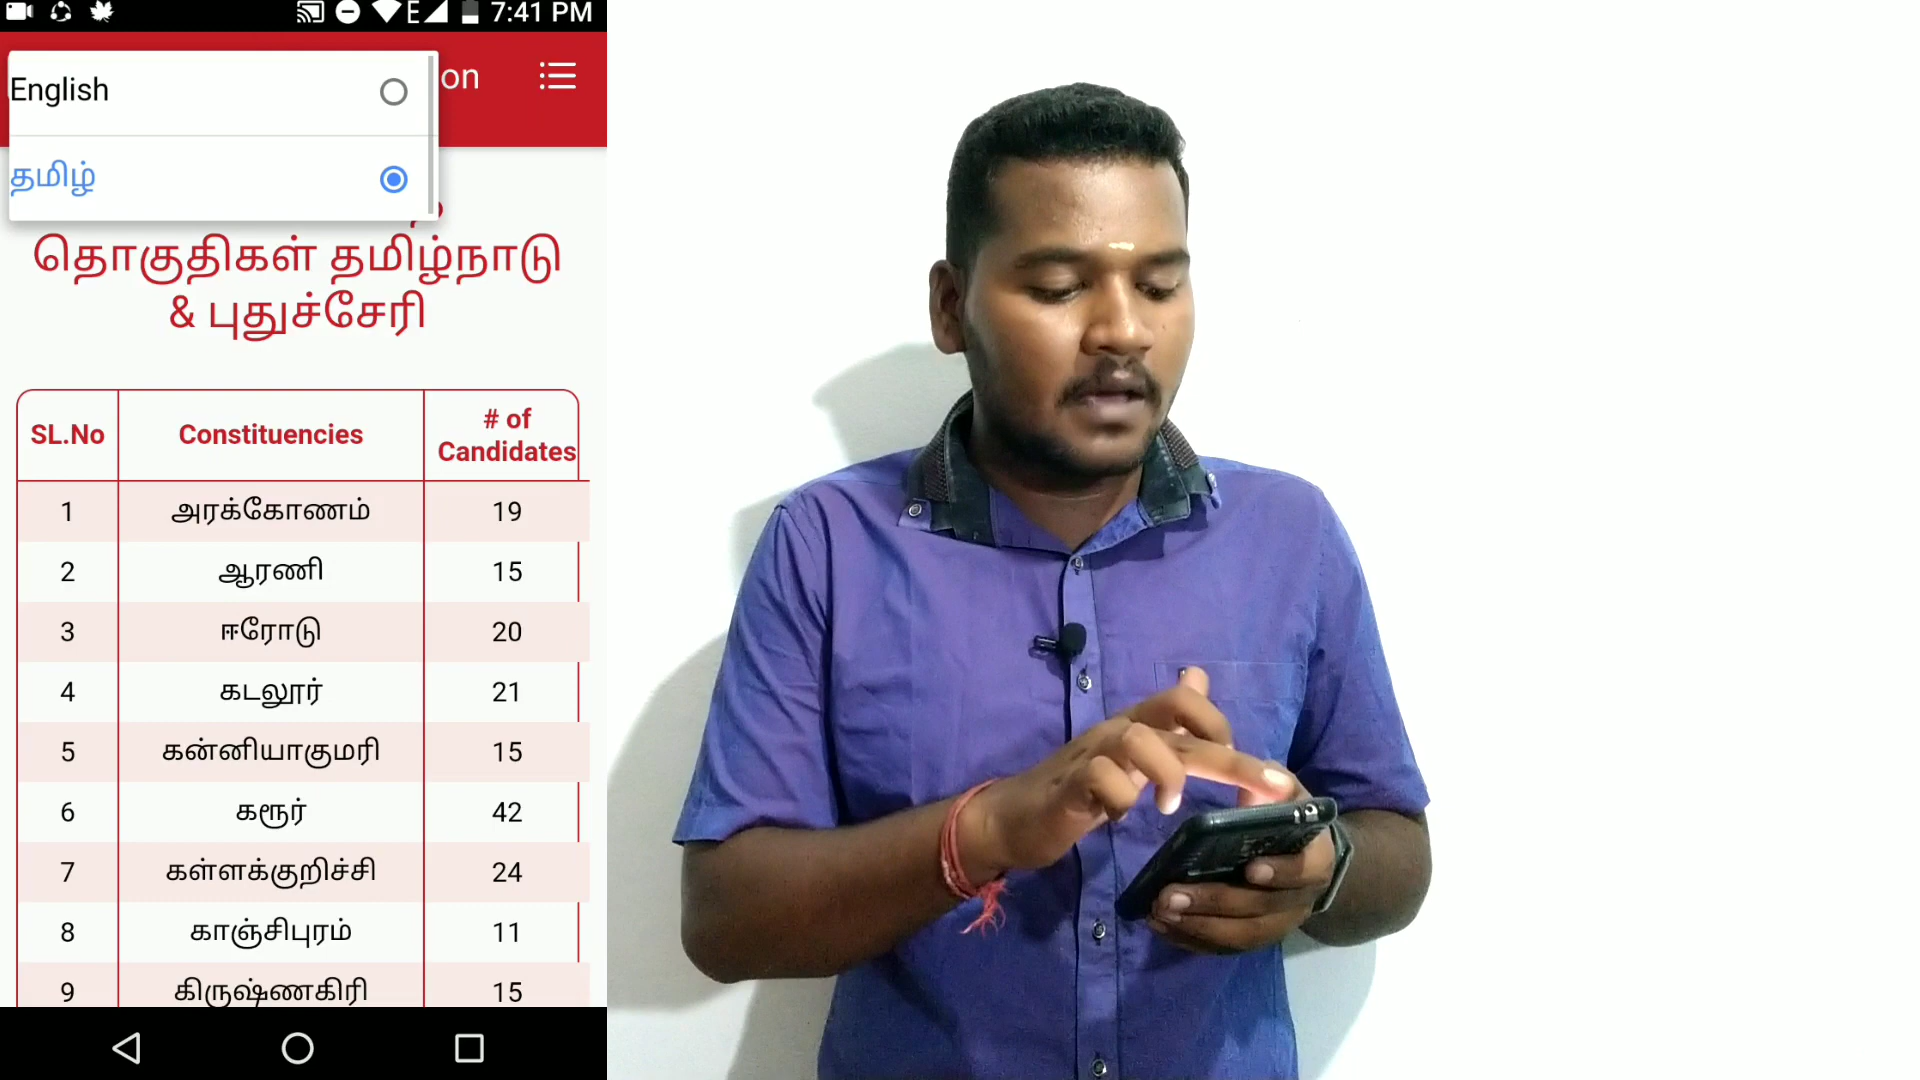 E 7:41 PM
English
on
தமிழ்
தொகுதிகள் தமிழ்நாடு
& புதுச்சேரி
SL.No Constituencies # of Candidates
1 அரக்கோணம் 19
2 ஆரணி 15
3 ஈரோடு 20
4 கடலூர் 21
5 கன்னியாகுமரி 15
6 கரூர் 42
7 கள்ளக்குறிச்சி 24
8 காஞ்சிபுரம் 11
9 கிருஷ்ணகிரி 15